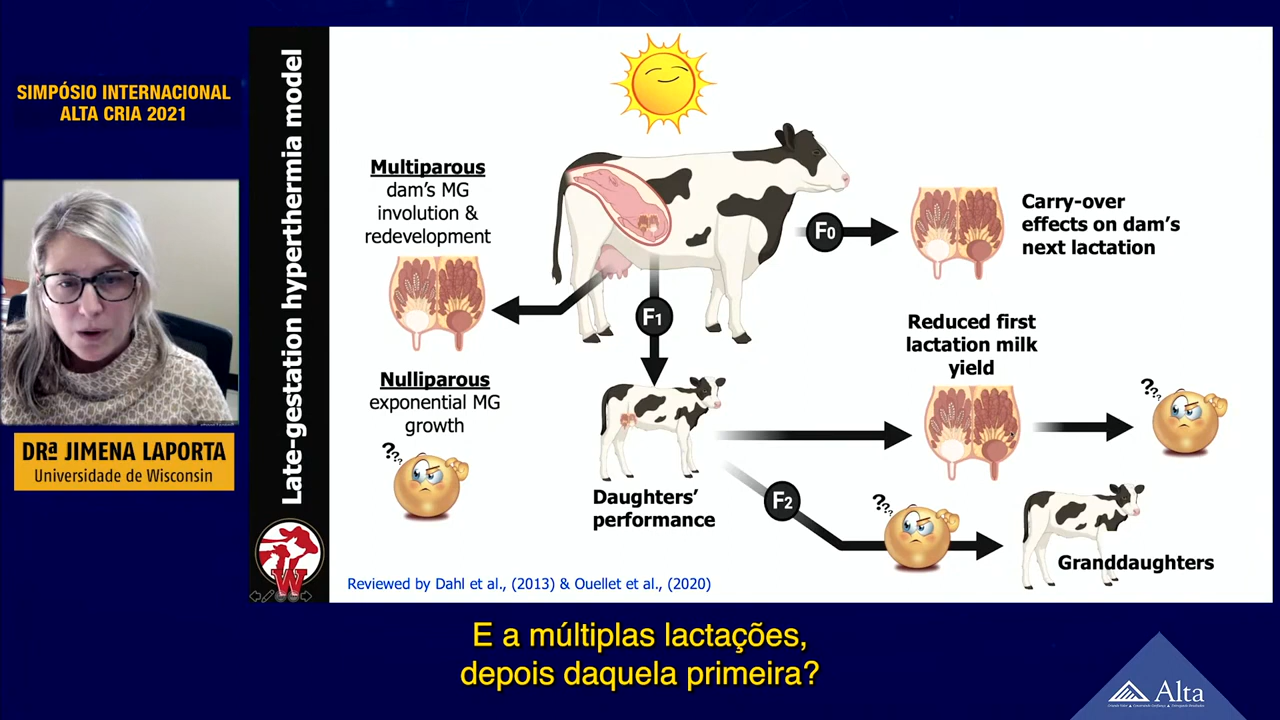 SIMPÓSIO INTERNACIONAL
ALTA CRIA 2021
DRª JIMENA LAPORTA
Universidade de Wisconsin
Late-gestation hyperthermia model
W
Multiparous
dam's MG
involution &
redevelopment
Nulliparous
exponential MG
growth
???
F0
Carry-over
effects on dam's
next lactation
F1
Daughters'
performance
Reduced first
lactation milk
yield
???
F2
???
Granddaughters
Reviewed by Dahl et al., (2013) & Ouellet et al., (2020)
E a múltiplas lactações,
depois daquela primeira?
Alta